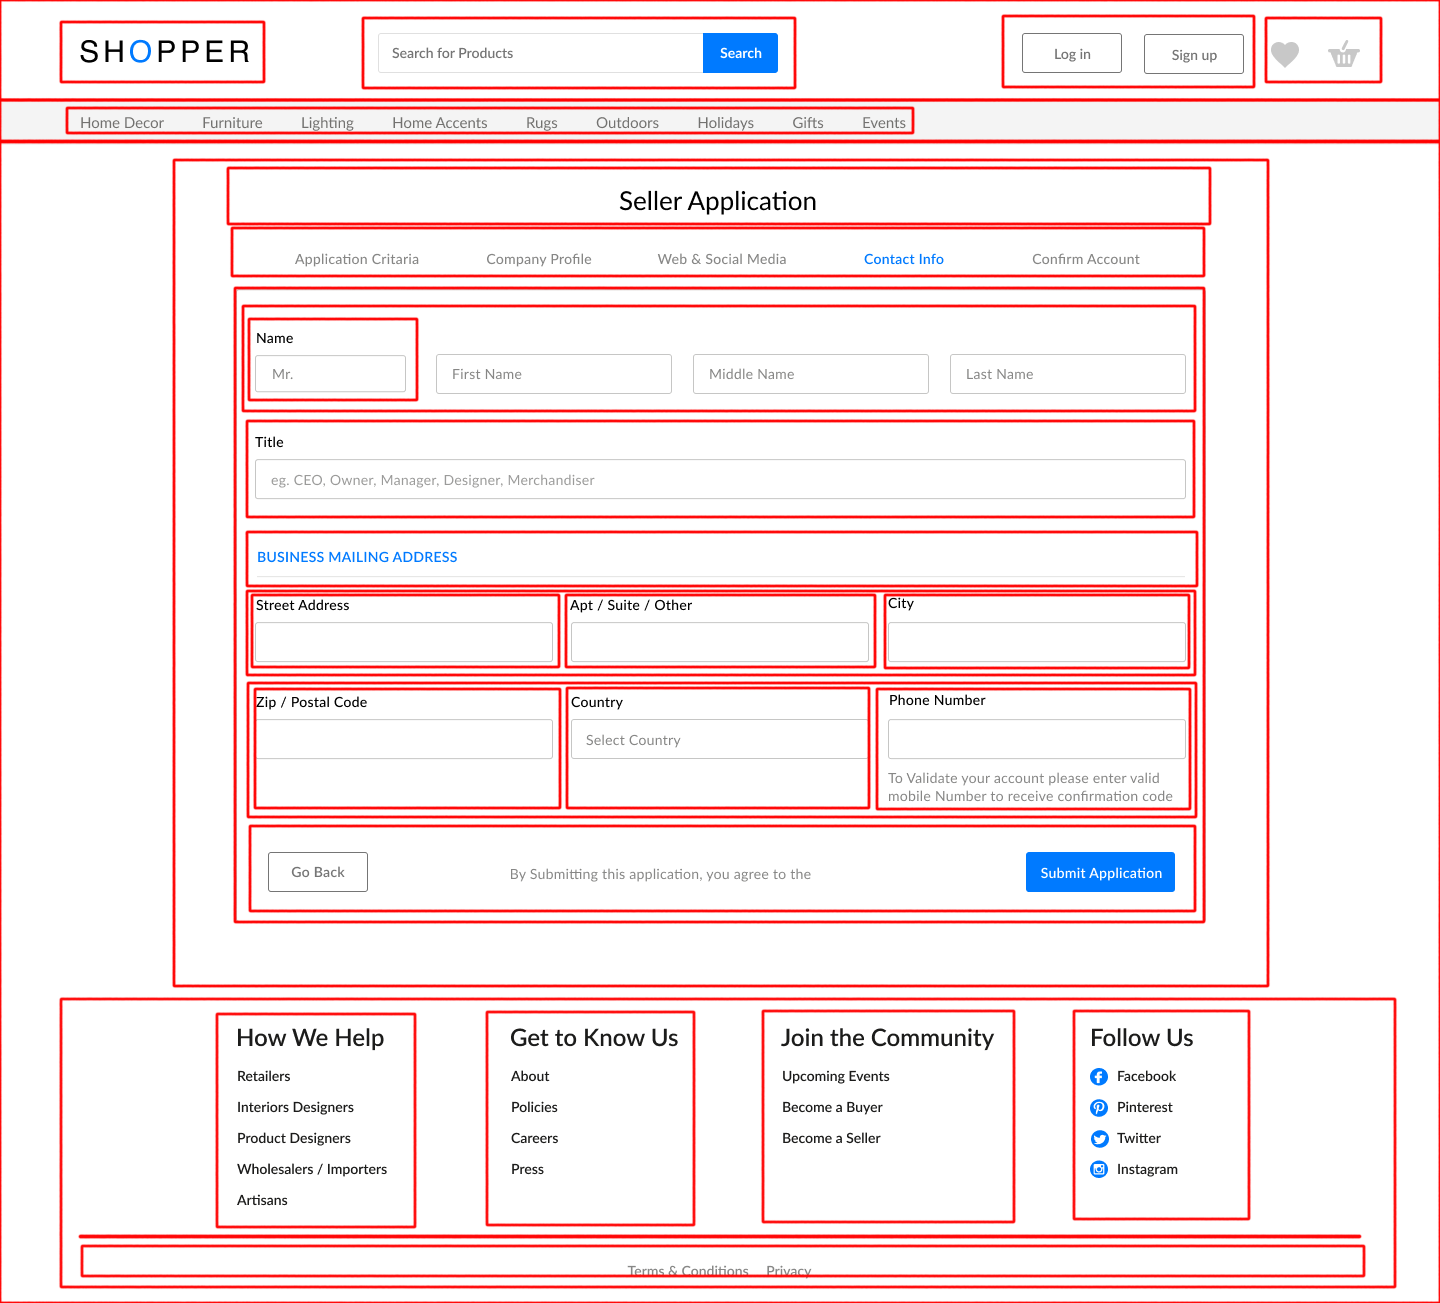 SHOPPER
Search for Products Search
Log in Sign up
Home Decor Furniture Lighting Home Accents Rugs Outdoors Holidays Gifts Events
Seller Application
Application Critaria Company Profile Web & Social Media Contact Info Confirm Account
Name
Mr. First Name Middle Name Last Name
Title
eg. CEO, Owner, Manager, Designer, Merchandiser
BUSINESS MAILING ADDRESS
Street Address Apt / Suite / Other City
Zip / Postal Code Country Phone Number
Select Country
To Validate your account please enter valid
mobile Number to receive confirmation code
Go Back By Submitting this application, you agree to the Submit Application
How We Help
Retailers
Interiors Designers
Product Designers
Wholesalers / Importers
Artisans
Get to Know Us
About
Policies
Careers
Press
Join the Community
Upcoming Events
Become a Buyer
Become a Seller
Follow Us
Facebook
Pinterest
Twitter
Instagram
Terms & Conditions Privacy